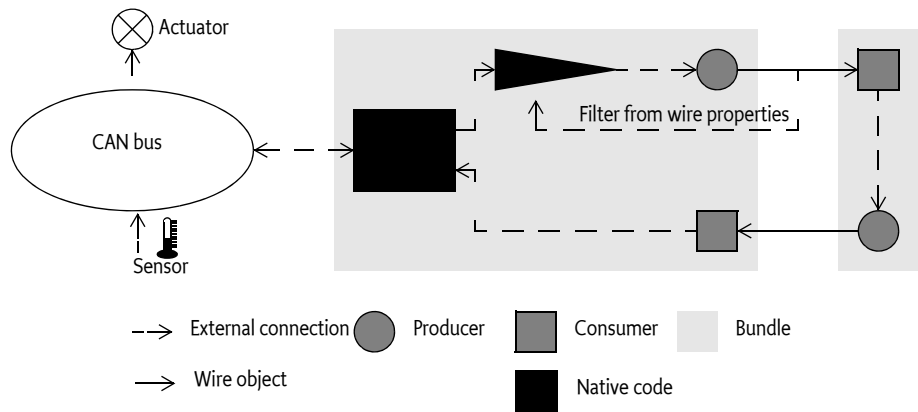 Actuator
CAN bus
Filter from wire properties
Sensor
External connection
Producer
Consumer
Bundle
Wire object
Native code